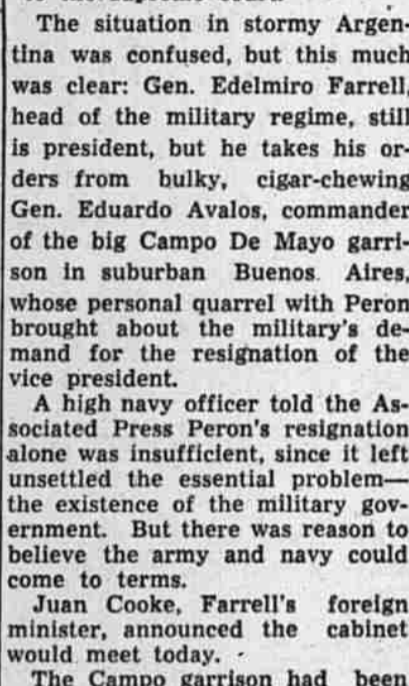 The situation in stormy Argen-
tina was confused, but this much
was clear: Gen. Edelmiro Farrell,
head of the military regime, still
is president, but he takes his or-
ders from bulky, cigar-chewing
Gen. Eduardo Avalos, commander
of the big Campo De Mayo garri-
son in suburban Buenos. Aires,
whose personal quarrel with Peron
brought about the military's de-
mand for the resignation of the
vice president.
A high navy officer told the As-
sociated Press Peron's resignation
alone was insufficient, since it left
unsettled the essential problem—
the existence of the military gov-
ernment. But there was reason to
believe the army and navy could
come to terms.
Juan Cooke, Farrell's foreign
minister, announced the cabinet
would meet today.
The Campo garrison had been